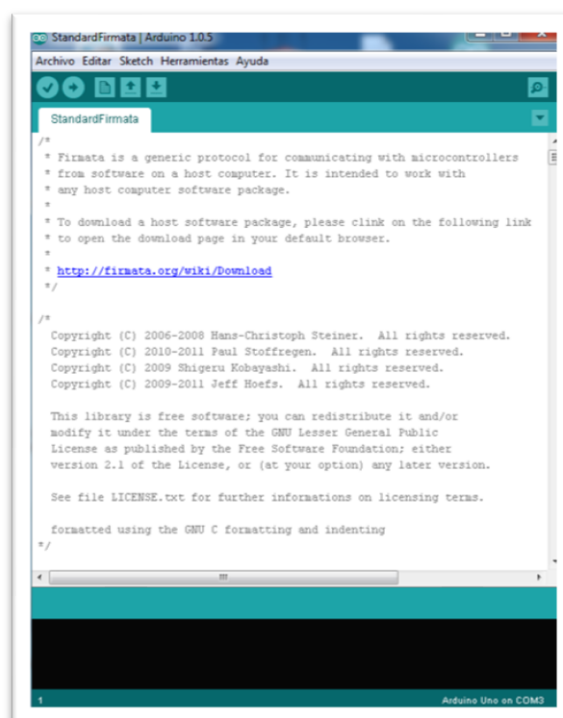 StandardFirmata | Arduino 1.0.5
Archivo Editar Sketch Herramientas Ayuda
StandardFirmata
/*
* Firmata is a generic protocol for communicating with microcontrollers
* from software on a host computer. It is intended to work with
* any host computer software package.
*
* To download a host software package, please clink on the following link
* to open the download page in your default browser.
*
* http://firmata.org/wiki/Download
*/
/*
Copyright (C) 2006-2008 Hans-Christoph Steiner. All rights reserved.
Copyright (C) 2010-2011 Paul Stoffregen. All rights reserved.
Copyright (C) 2009 Shigeru Kobayashi. All rights reserved.
Copyright (C) 2009-2011 Jeff Hoefs. All rights reserved.
This library is free software; you can redistribute it and/or
modify it under the terms of the GNU Lesser General Public
License as published by the Free Software Foundation; either
version 2.1 of the License, or (at your option) any later version.
See file LICENSE.txt for further informations on licensing terms.
formatted using the GNU C formatting and indenting
*/
1
Arduino Uno on COM3